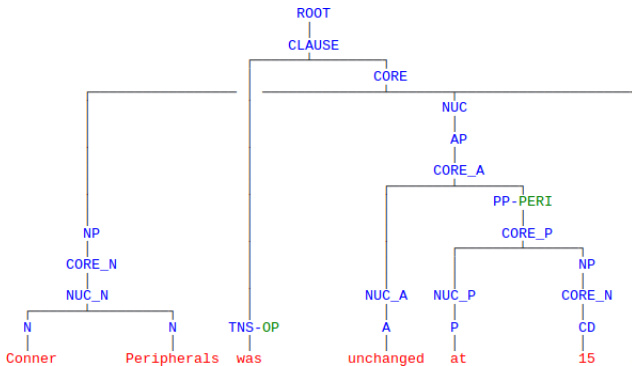 ROOT
CLAUSE
CORE
NUC
AP
CORE_A
PP-PERI
NP CORE_P
CORE_N NP
NUC_N NUC_A NUC_P CORE_N
N N TNS-OP A P CD
Conner Peripherals was unchanged at 15